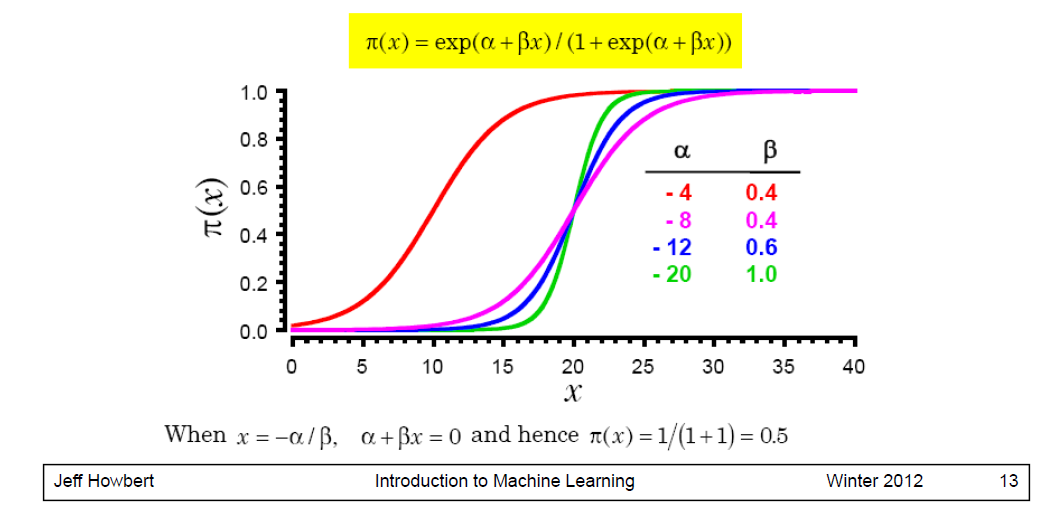 π(x) = exp(α + βx) / (1 + exp(α + βx))
1.0
0.8
0.6
0.4
0.2
0.0
π(x)
0 5 10 15 20 25 30 35 40
x
α β
- 4 0.4
- 8 0.4
- 12 0.6
- 20 1.0
When x = −α / β, α + βx = 0 and hence π(x) = 1/(1 + 1) = 0.5
Jeff Howbert Introduction to Machine Learning Winter 2012 13